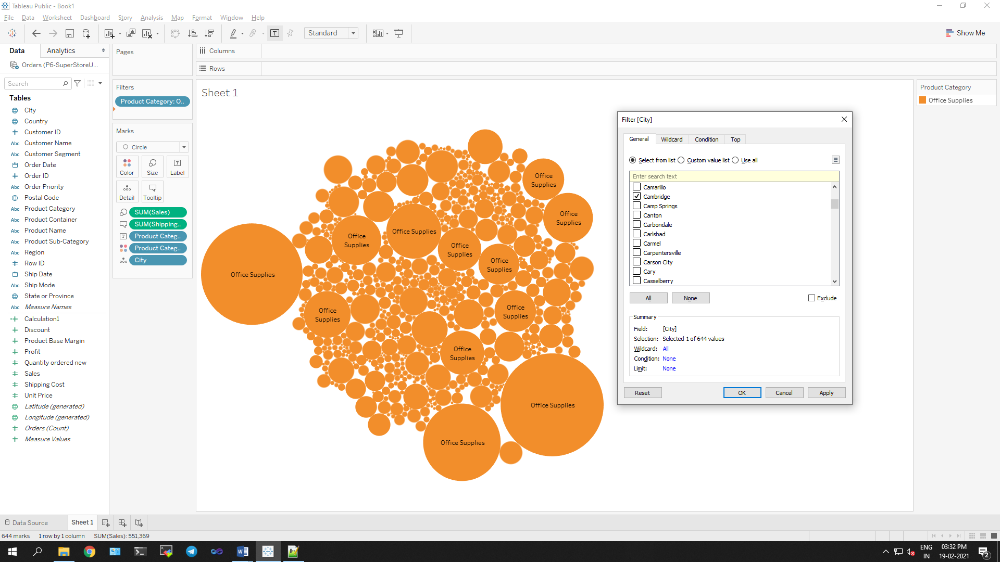 Tableau Public - Book1
File Data Worksheet Dashboard Story Analysis Map Format Window Help
Standard
Show Me
Data Analytics
Orders (P6-SuperStoreU...
Search
Tables
City
Country
Customer ID
Abc Customer Name
Abc Customer Segment
Order Date
Order ID
Abc Order Priority
Postal Code
Abc Product Category
Abc Product Container
Abc Product Name
Abc Product Sub-Category
Abc Region
Row ID
Ship Date
Abc Ship Mode
State or Province
Abc Measure Names
Calculation1
Discount
Product Base Margin
Profit
Quantity ordered new
Sales
Shipping Cost
Unit Price
Latitude (generated)
Longitude (generated)
Orders (Count)
Measure Values
Pages
Filters
Product Category: O..
Marks
Circle
Color Size Label
Detail Tooltip
SUM(Sales)
SUM(Shipping..
Product Categ..
Product Categ..
City
Columns
Rows
Sheet 1
Office
Supplies
Office
Supplies
Office Supplies
Office
Supplies
Office
Supplies
Office
Supplies
Office Supplies
Office
Supplies
Office
Supplies
Office
Supplies
Office Supplies
Office Supplies
Product Category
Office Supplies
Filter [City]
General Wildcard Condition Top
Select from list Custom value list Use all
Enter search text
Camarillo
Cambridge
Camp Springs
Canton
Carbondale
Carlsbad
Carmel
Carpentersville
Carson City
Cary
Casselberry
All None Exclude
Summary
Field: [City]
Selection: Selected 1 of 644 values
Wildcard: All
Condition: None
Limit: None
Reset OK Cancel Apply
Data Source Sheet 1
644 marks 1 row by 1 column SUM(Sales): 551,369
ENG
IN
03:32 PM
19-02-2021
2